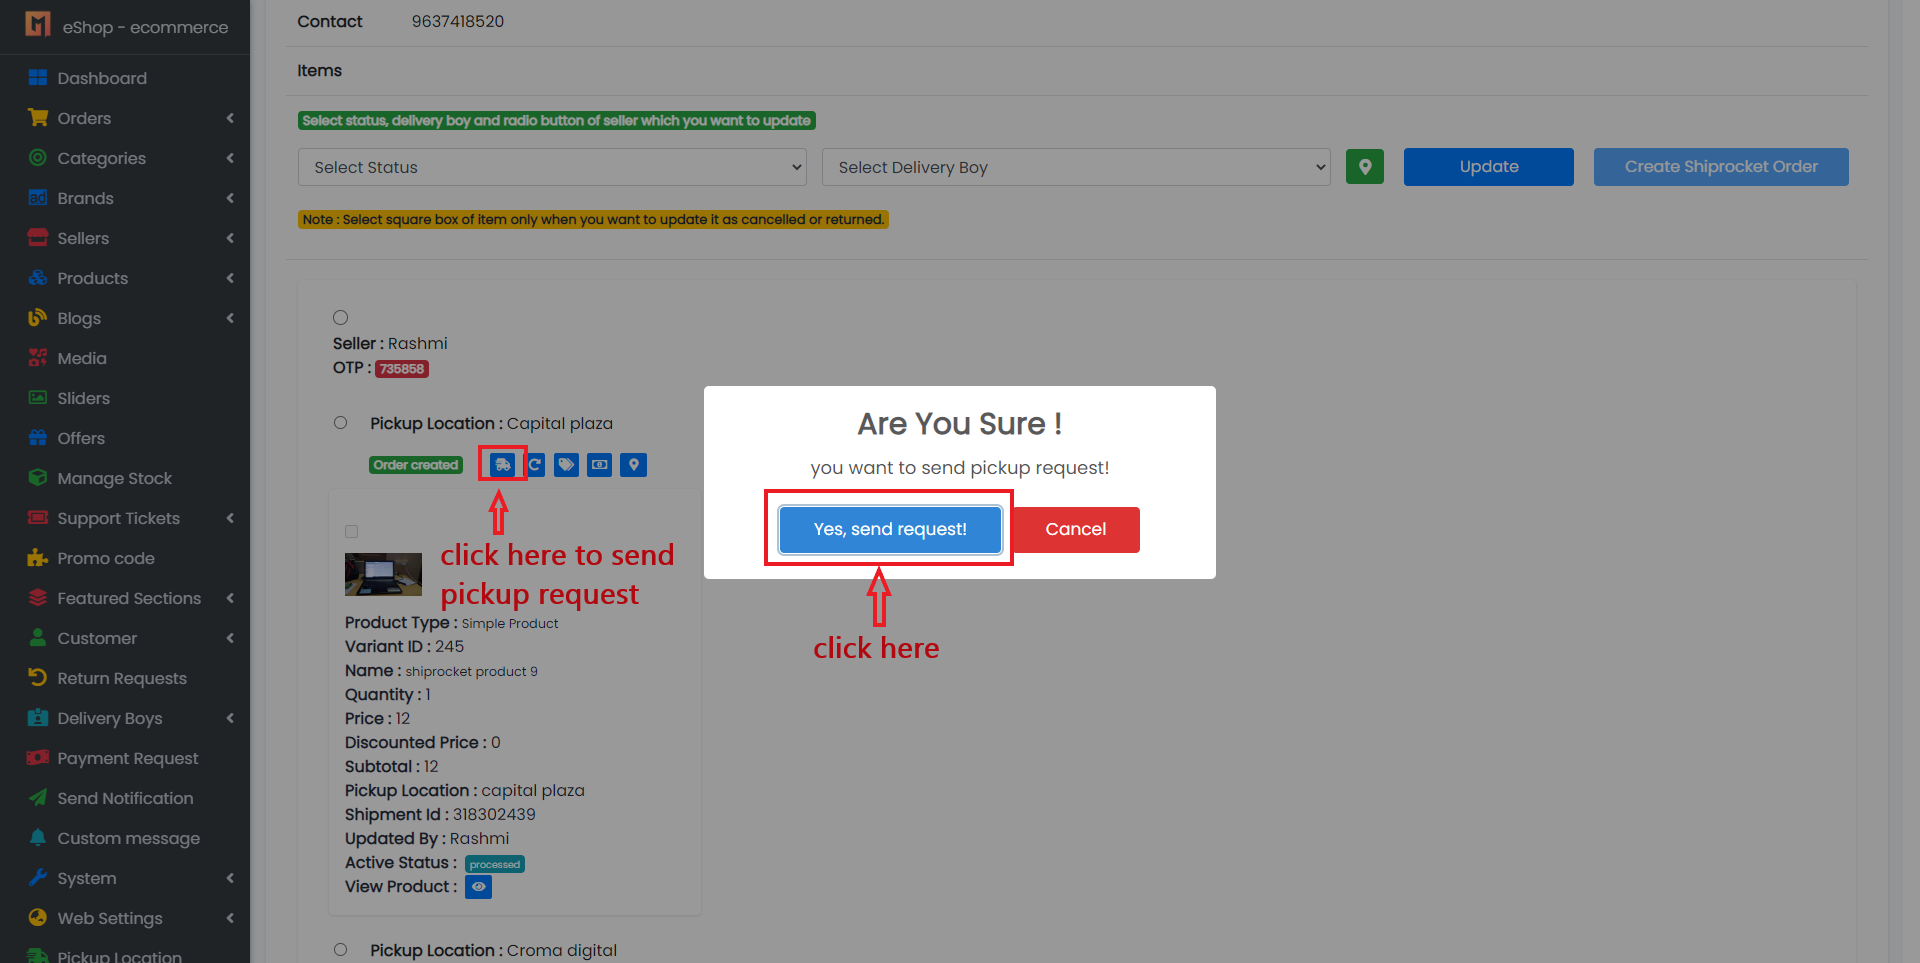 eShop - ecommerce
Dashboard
Orders
Categories
Brands
Sellers
Products
Blogs
Media
Sliders
Offers
Manage Stock
Support Tickets
Promo code
Featured Sections
Customer
Return Requests
Delivery Boys
Payment Request
Send Notification
Custom message
System
Web Settings
Pickup Location
Contact 9637418520
Items
Select status, delivery boy and radio button of seller which you want to update
Select Status Select Delivery Boy Update Create Shiprocket Order
Note : Select square box of item only when you want to update it as cancelled or returned.
Seller : Rashmi
OTP : 735858
Pickup Location : Capital plaza
Order created
click here to send
pickup request
Product Type : Simple Product
Variant ID : 245
Name : shiprocket product 9
Quantity : 1
Price : 12
Discounted Price : 0
Subtotal : 12
Pickup Location : capital plaza
Shipment Id : 318302439
Updated By : Rashmi
Active Status : processed
View Product :
Pickup Location : Croma digital
Are You Sure !
you want to send pickup request!
Yes, send request! Cancel
click here